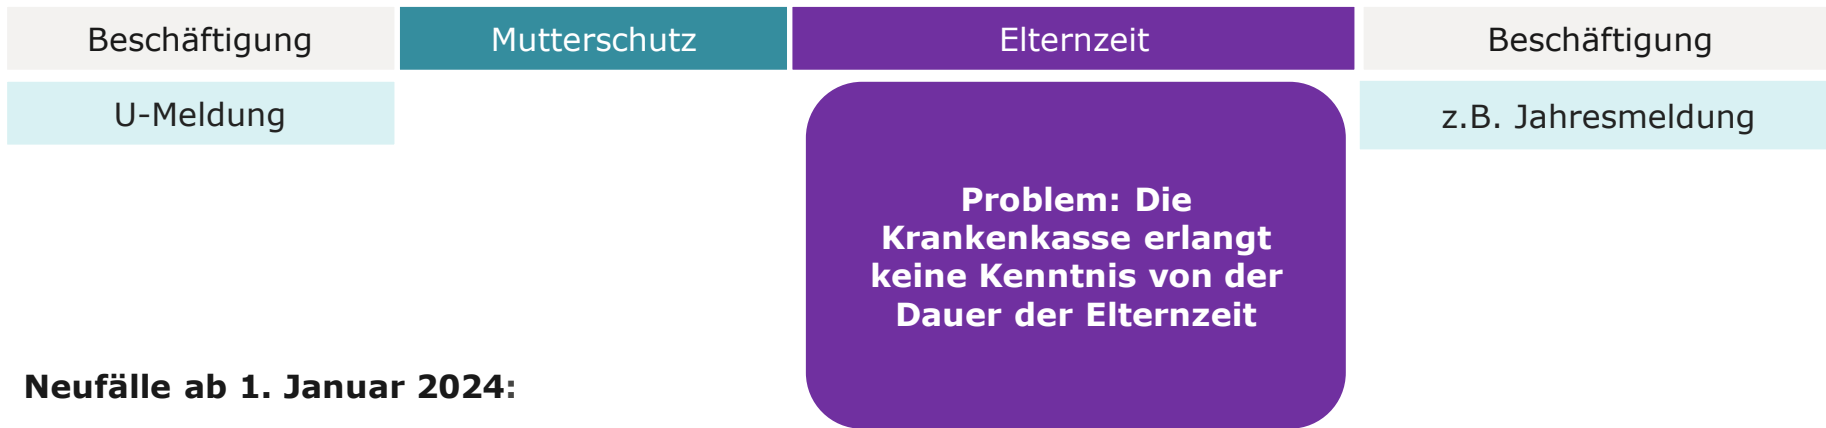 Beschäftigung
Mutterschutz
Elternzeit
Beschäftigung
U-Meldung
z.B. Jahresmeldung
Problem: Die
Krankenkasse erlangt
keine Kenntnis von der
Dauer der Elternzeit
Neufälle ab 1. Januar 2024: